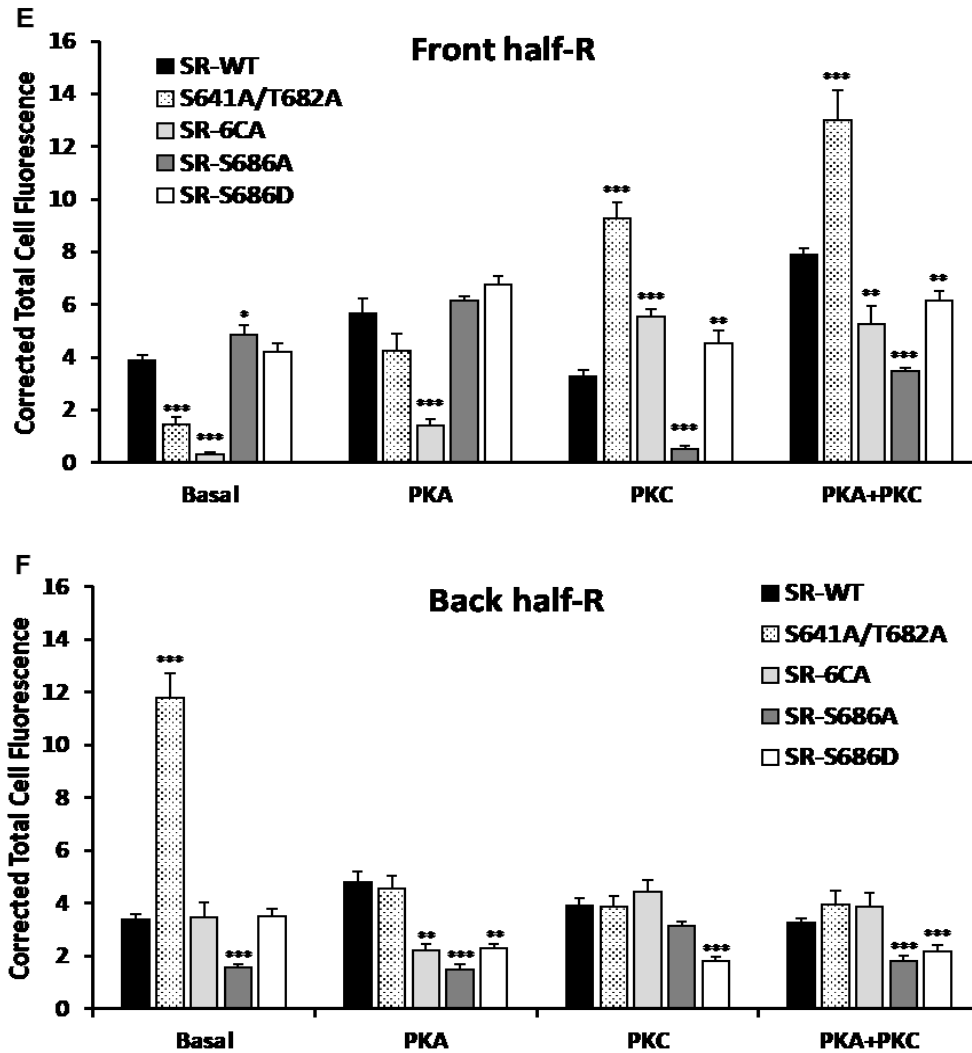 E
Front half-R
16
14
12
10
8
6
4
2
0
Corrected Total Cell Fluorescence
SR-WT
S641A/T682A
SR-6CA
SR-S686A
SR-S686D
***
***
*
***
***
***
***
**
***
**
***
**
Basal
PKA
PKC
PKA+PKC
F
Back half-R
16
14
12
10
8
6
4
2
0
Corrected Total Cell Fluorescence
SR-WT
S641A/T682A
SR-6CA
SR-S686A
SR-S686D
***
***
**
***
**
***
***
***
Basal
PKA
PKC
PKA+PKC